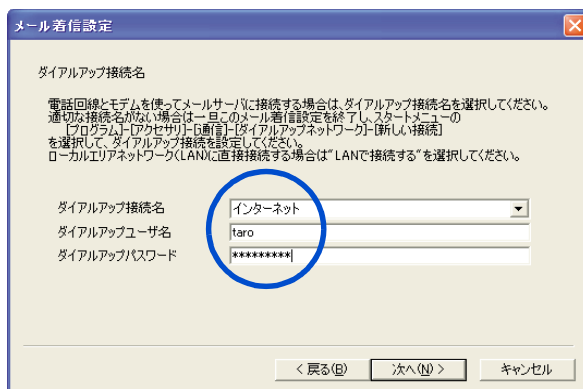 メール着信設定
ダイアルアップ接続名
電話回線とモデムを使ってメールサーバに接続する場合は、ダイアルアップ接続名を選択してください。
適切な接続名がない場合は一旦このメール着信設定を終了し、スタートメニューの
[プログラム]-[アクセサリ]-[通信]-[ダイアルアップネットワーク]-[新しい接続]
を選択して、ダイアルアップ接続を設定してください。
ローカルエリアネットワーク(LAN)に直接接続する場合は"LANで接続する"を選択してください。
ダイアルアップ接続名 インターネット
ダイアルアップユーザ名 taro
ダイアルアップパスワード *********
< 戻る(B) 次へ(N) > キャンセル